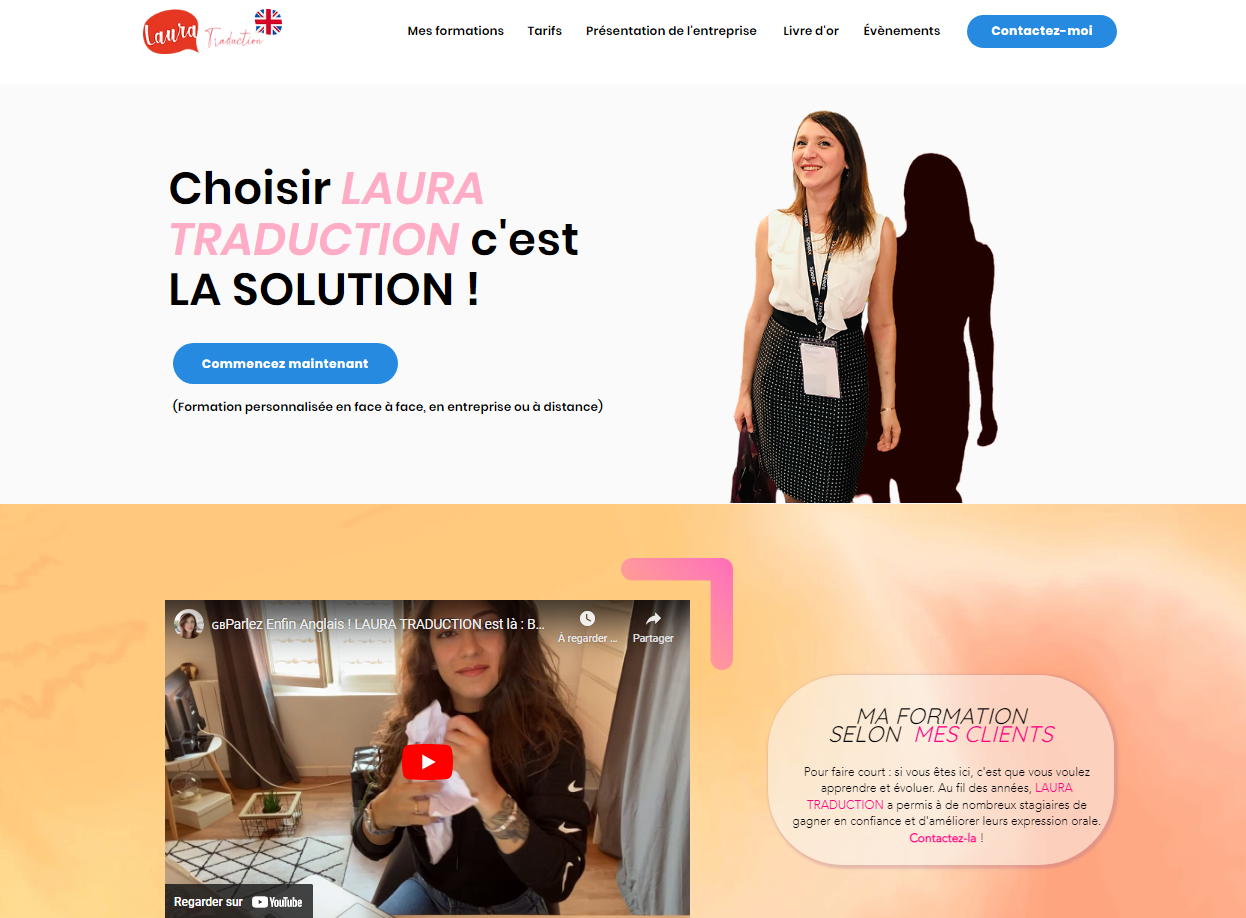 Laura Traduction
Mes formations Tarifs Présentation de l'entreprise Livre d'or Évènements Contactez-moi
Choisir LAURA
TRADUCTION c'est
LA SOLUTION !
Commencez maintenant
(Formation personnalisée en face à face, en entreprise ou à distance)
GBParlez Enfin Anglais ! LAURA TRADUCTION est là : B...
À regarder ...
Partager
Regarder sur YouTube
MA FORMATION
SELON MES CLIENTS
Pour faire court : si vous êtes ici, c'est que vous voulez
apprendre et évoluer. Au fil des années, LAURA
TRADUCTION a permis à de nombreux stagiaires de
gagner en confiance et d'améliorer leurs expression orale.
Contactez-la !